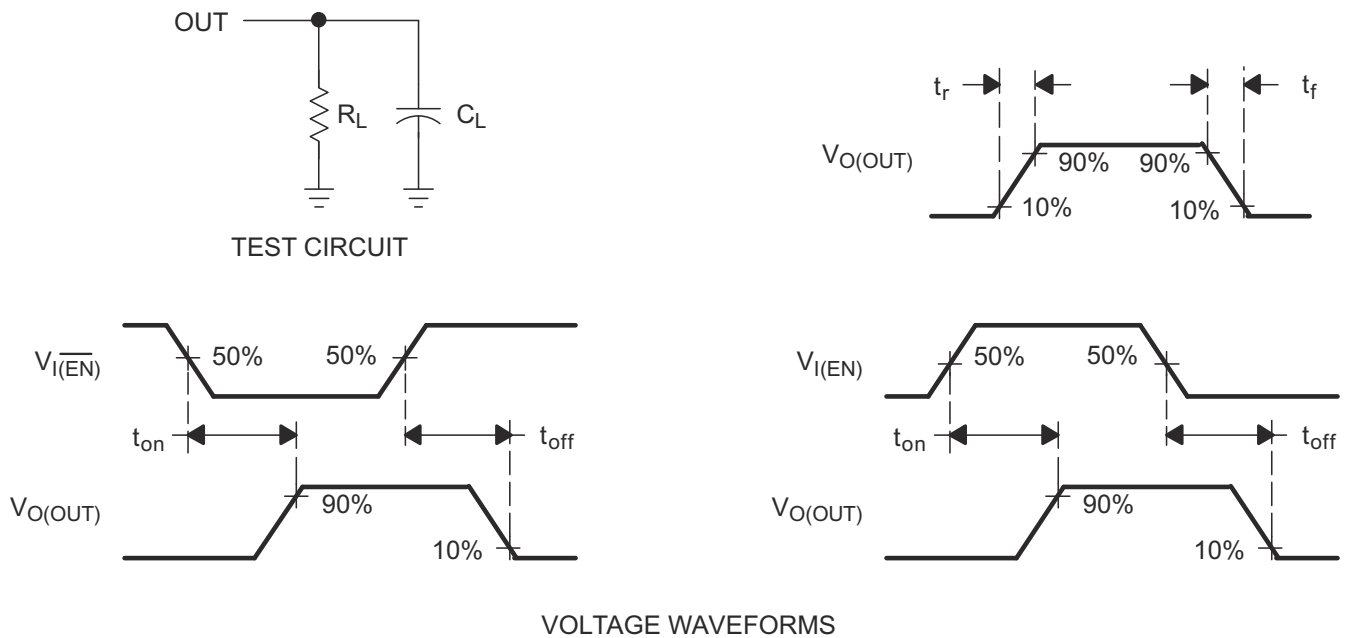 OUT
R_L
C_L
TEST CIRCUIT
t_r
t_f
V_O(OUT)
90%
90%
10%
10%
V_I(E̅N̅)
50%
50%
t_on
t_off
V_O(OUT)
90%
10%
V_I(EN)
50%
50%
t_on
t_off
V_O(OUT)
90%
10%
VOLTAGE WAVEFORMS